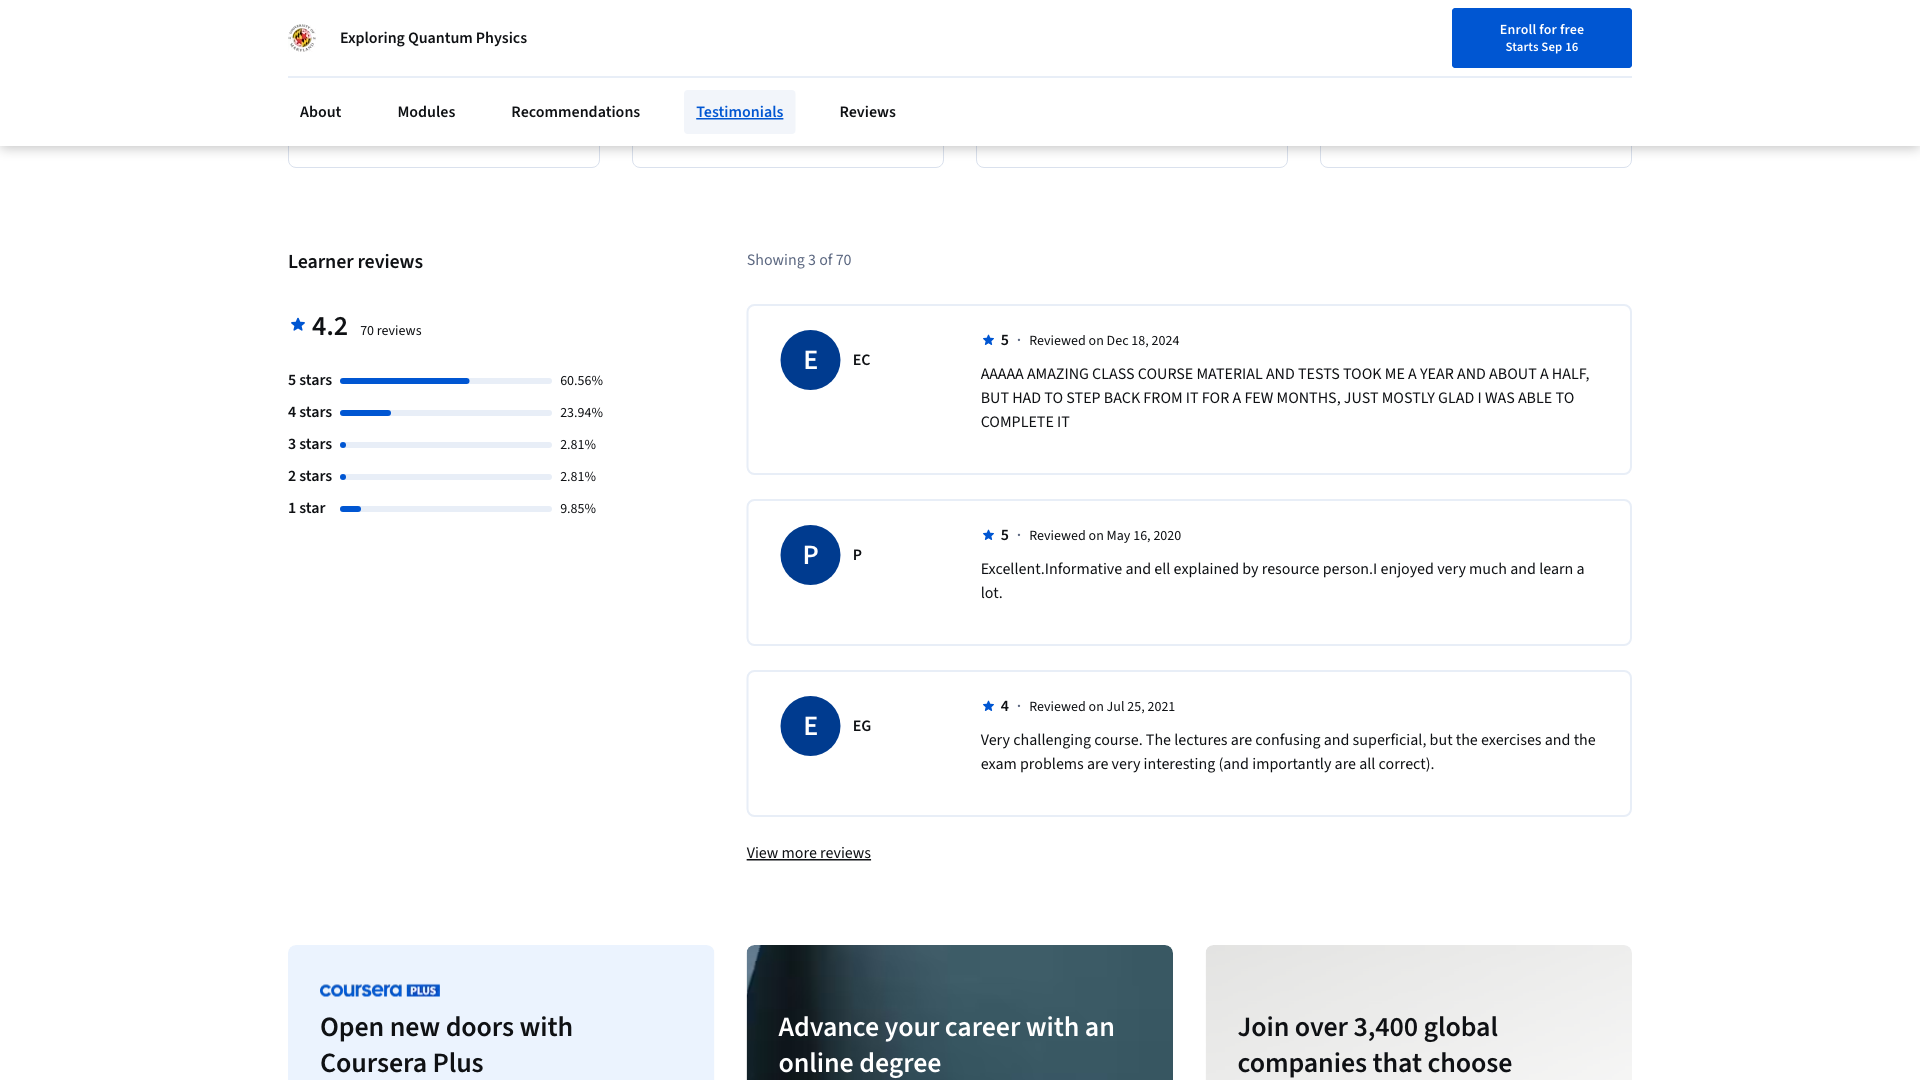 Exploring Quantum Physics
Enroll for free
Starts Sep 16
About
Modules
Recommendations
Testimonials
Reviews
Learner reviews
4.2
70 reviews
5 stars 60.56%
4 stars 23.94%
3 stars 2.81%
2 stars 2.81%
1 star 9.85%
Showing 3 of 70
E
EC
5 · Reviewed on Dec 18, 2024
AAAAA AMAZING CLASS COURSE MATERIAL AND TESTS TOOK ME A YEAR AND ABOUT A HALF,
BUT HAD TO STEP BACK FROM IT FOR A FEW MONTHS, JUST MOSTLY GLAD I WAS ABLE TO
COMPLETE IT
P
P
5 · Reviewed on May 16, 2020
Excellent.Informative and ell explained by resource person.I enjoyed very much and learn a
lot.
E
EG
4 · Reviewed on Jul 25, 2021
Very challenging course. The lectures are confusing and superficial, but the exercises and the
exam problems are very interesting (and importantly are all correct).
View more reviews
coursera PLUS
Open new doors with
Coursera Plus
Advance your career with an
online degree
Join over 3,400 global
companies that choose